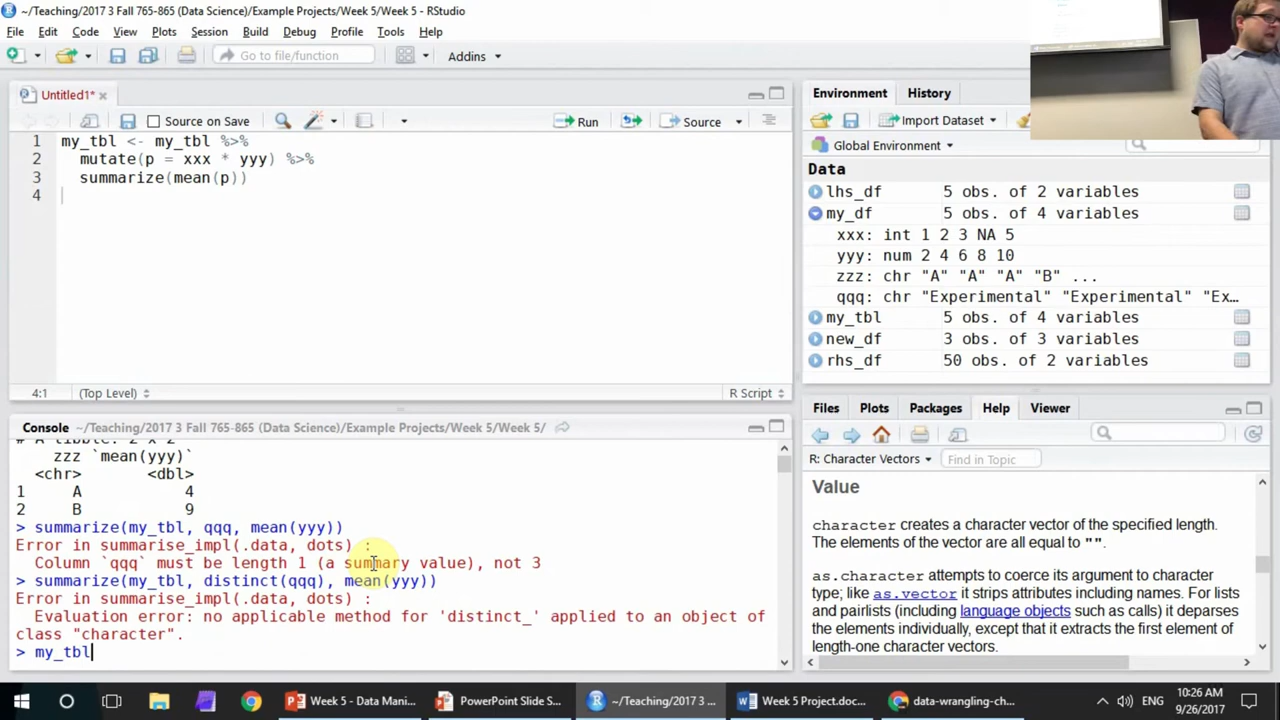 ~/Teaching/2017 3 Fall 765-865 (Data Science)/Example Projects/Week 5/Week 5 - RStudio
File Edit Code View Plots Session Build Debug Profile Tools Help
Go to file/function Addins
Untitled1*
Source on Save Run Source
1 my_tbl <- my_tbl %>%
2 mutate(p = xxx * yyy) %>%
3 summarize(mean(p))
4
4:1 (Top Level) R Script
Console ~/Teaching/2017 3 Fall 765-865 (Data Science)/Example Projects/Week 5/Week 5/
# A tibble: 2 x 2
zzz `mean(yyy)`
<chr> <dbl>
1 A 4
2 B 9
> summarize(my_tbl, qqq, mean(yyy))
Error in summarise_impl(.data, dots) :
Column `qqq` must be length 1 (a summary value), not 3
> summarize(my_tbl, distinct(qqq), mean(yyy))
Error in summarise_impl(.data, dots) :
Evaluation error: no applicable method for 'distinct_' applied to an object of
class "character".
> my_tbl
Environment History
Import Dataset
Global Environment
Data
lhs_df 5 obs. of 2 variables
my_df 5 obs. of 4 variables
xxx: int 1 2 3 NA 5
yyy: num 2 4 6 8 10
zzz: chr "A" "A" "A" "B" ...
qqq: chr "Experimental" "Experimental" "Ex…
my_tbl 5 obs. of 4 variables
new_df 3 obs. of 3 variables
rhs_df 50 obs. of 2 variables
Files Plots Packages Help Viewer
R: Character Vectors Find in Topic
Value
character creates a character vector of the specified length.
The elements of the vector are all equal to "".
as.character attempts to coerce its argument to character
type; like as.vector it strips attributes including names. For lists
and pairlists (including language objects such as calls) it deparses
the elements individually, except that it extracts the first element of
length-one character vectors.
Week 5 - Data Mani... PowerPoint Slide S... ~/Teaching/2017 3 ... Week 5 Project.doc... data-wrangling-ch... ENG 10:26 AM
9/26/2017